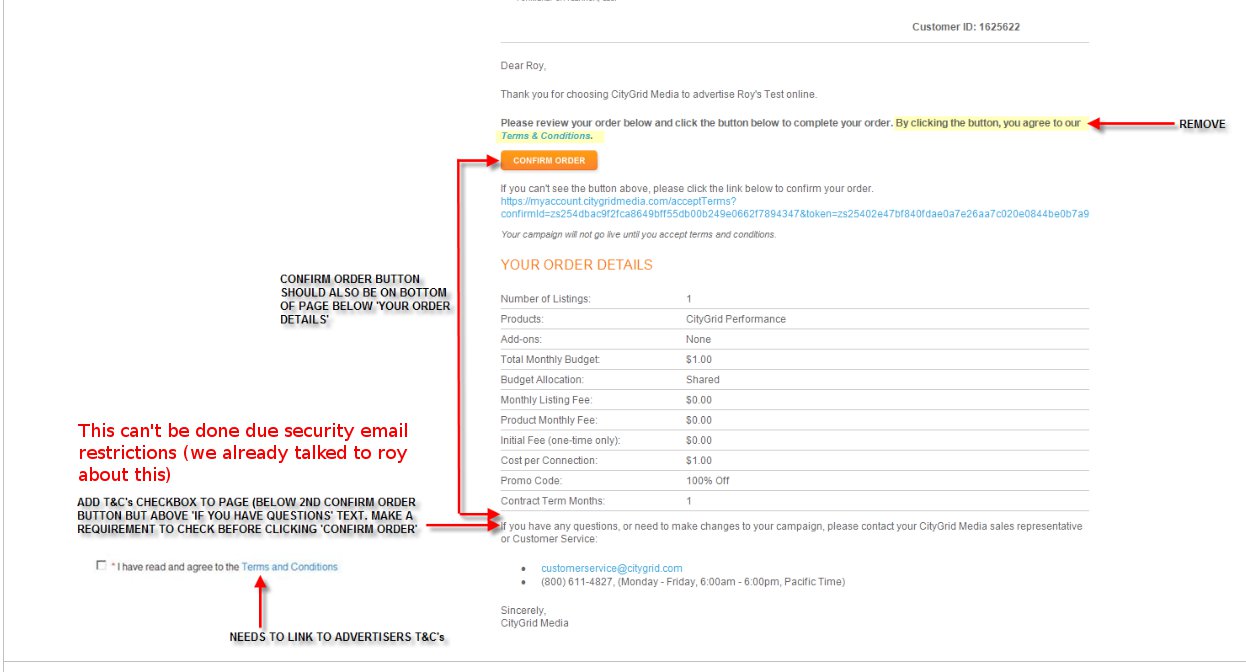 Customer ID: 1625622
Dear Roy,
Thank you for choosing CityGrid Media to advertise Roy's Test online.
Please review your order below and click the button below to complete your order. By clicking the button, you agree to our
Terms & Conditions.
REMOVE
CONFIRM ORDER
If you can't see the button above, please click the link below to confirm your order.
https://myaccount.citygridmedia.com/acceptTerms?
confirmId=zs254dbac9f2fca8649bff55db00b249e0662f7894347&token=zs25402e47bf840fdae0a7e26aa7c020e0844be0b7a9
Your campaign will not go live until you accept terms and conditions.
YOUR ORDER DETAILS
CONFIRM ORDER BUTTON
SHOULD ALSO BE ON BOTTOM
OF PAGE BELOW 'YOUR ORDER
DETAILS'
Number of Listings: 1
Products: CityGrid Performance
Add-ons: None
Total Monthly Budget: $1.00
Budget Allocation: Shared
Monthly Listing Fee: $0.00
Product Monthly Fee: $0.00
Initial Fee (one-time only): $0.00
Cost per Connection: $1.00
Promo Code: 100% Off
Contract Term Months: 1
This can't be done due security email
restrictions (we already talked to roy
about this)
ADD T&C's CHECKBOX TO PAGE (BELOW 2ND CONFIRM ORDER
BUTTON BUT ABOVE 'IF YOU HAVE QUESTIONS' TEXT. MAKE A
REQUIREMENT TO CHECK BEFORE CLICKING 'CONFIRM ORDER'
If you have any questions, or need to make changes to your campaign, please contact your CityGrid Media sales representative
or Customer Service:
* I have read and agree to the Terms and Conditions
• customerservice@citygrid.com
• (800) 611-4827, (Monday - Friday, 6:00am - 6:00pm, Pacific Time)
Sincerely,
CityGrid Media
NEEDS TO LINK TO ADVERTISERS T&C's